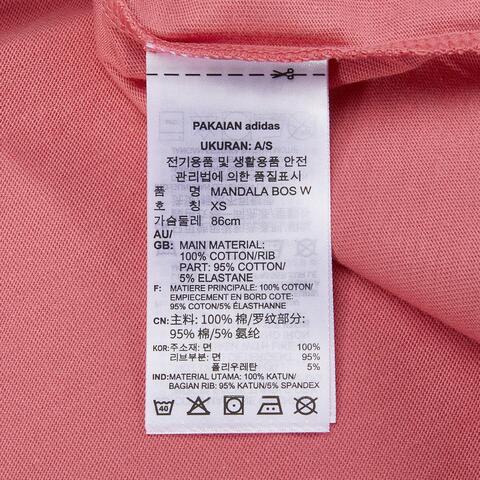 PAKAIAN adidas
UKURAN: A/S
전기용품 및 생활용품 안전
관리법에 의한 품질표시
품 명 MANDALA BOS W
호 칭 XS
가슴둘레 86cm
AU/
GB: MAIN MATERIAL:
100% COTTON/RIB
PART: 95% COTTON/
5% ELASTANE
F: MATIERE PRINCIPALE: 100% COTON/
EMPIECEMENT EN BORD COTE:
95% COTON/5% ÉLASTHANNE
CN: 主料: 100% 棉/罗纹部分:
95% 棉/5% 氨纶
KOR: 주소재: 면 100%
리브부분: 면 95%
폴리우레탄 5%
IND: MATERIAL UTAMA: 100% KATUN/
BAGIAN RIB: 95% KATUN/5% SPANDEX
40